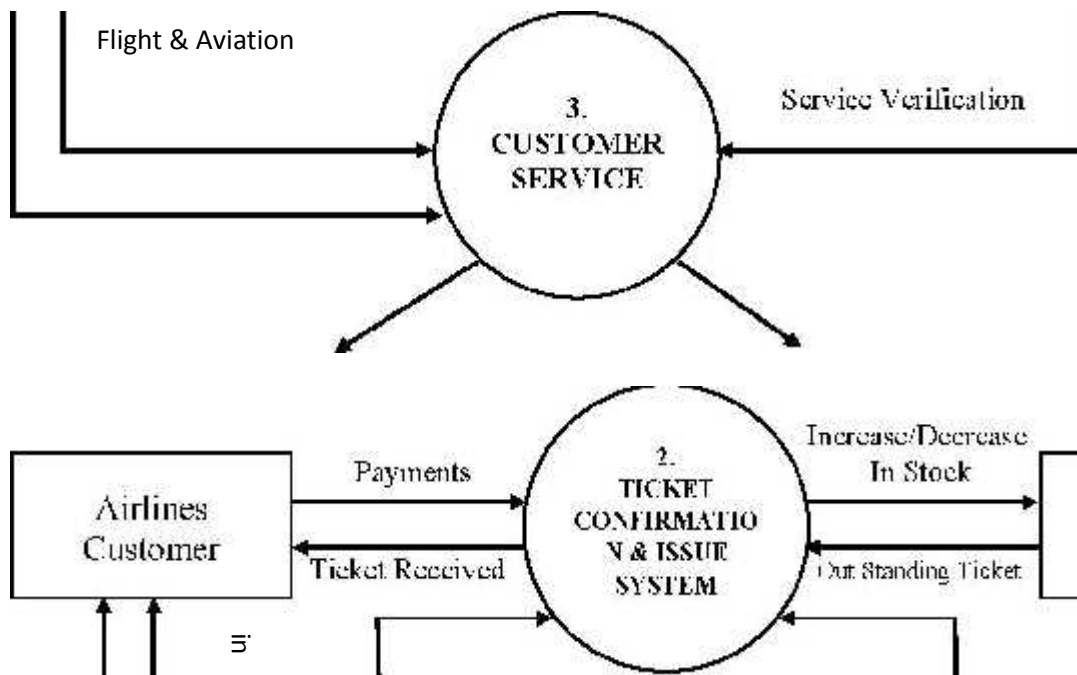 Flight & Aviation
3.
CUSTOMER
SERVICE
Service Verification
Airlines
Customer
Payments
Ticket Received
2.
TICKET
CONFIRMATIO
N & ISSUE
SYSTEM
Increase/Decrease
In Stock
Out Standing Ticket